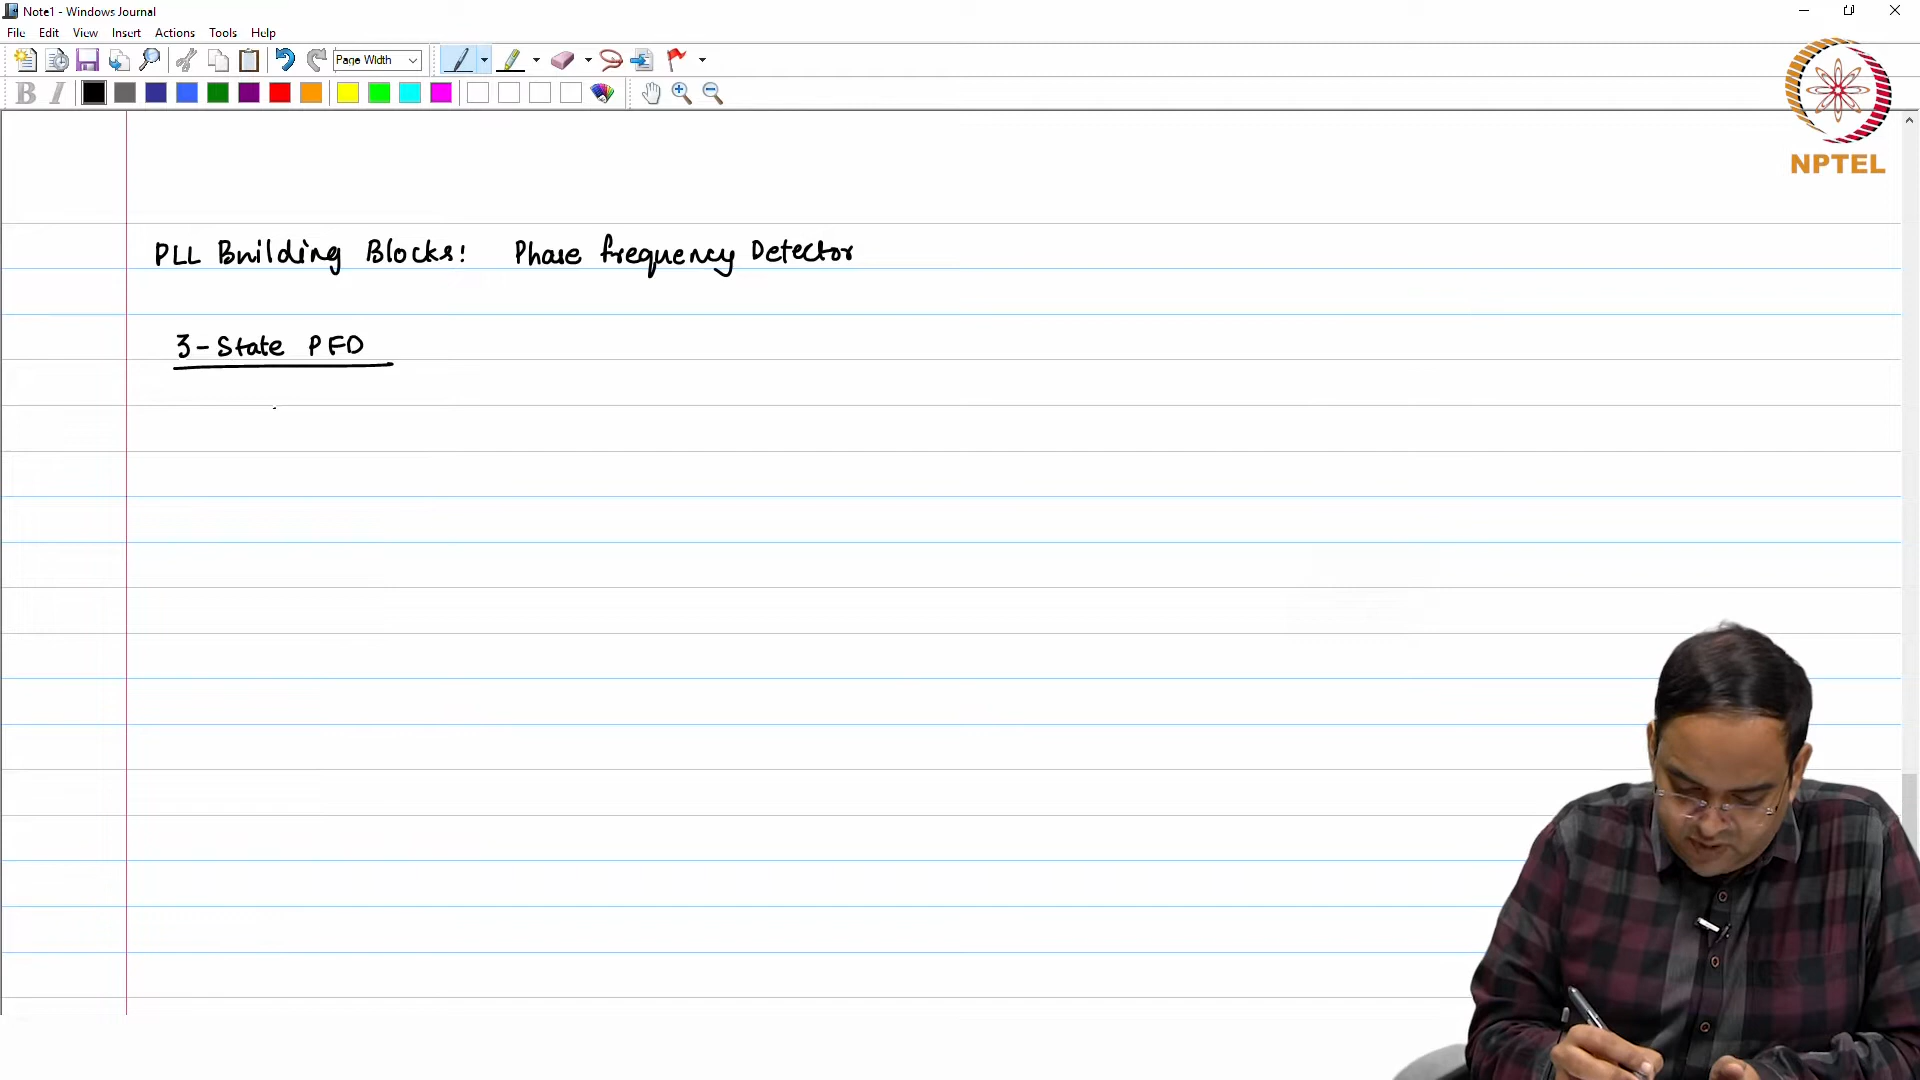 Note1 - Windows Journal
File Edit View Insert Actions Tools Help
Page Width
B I
NPTEL
PLL Building Blocks: Phase frequency Detector
3-State PFD